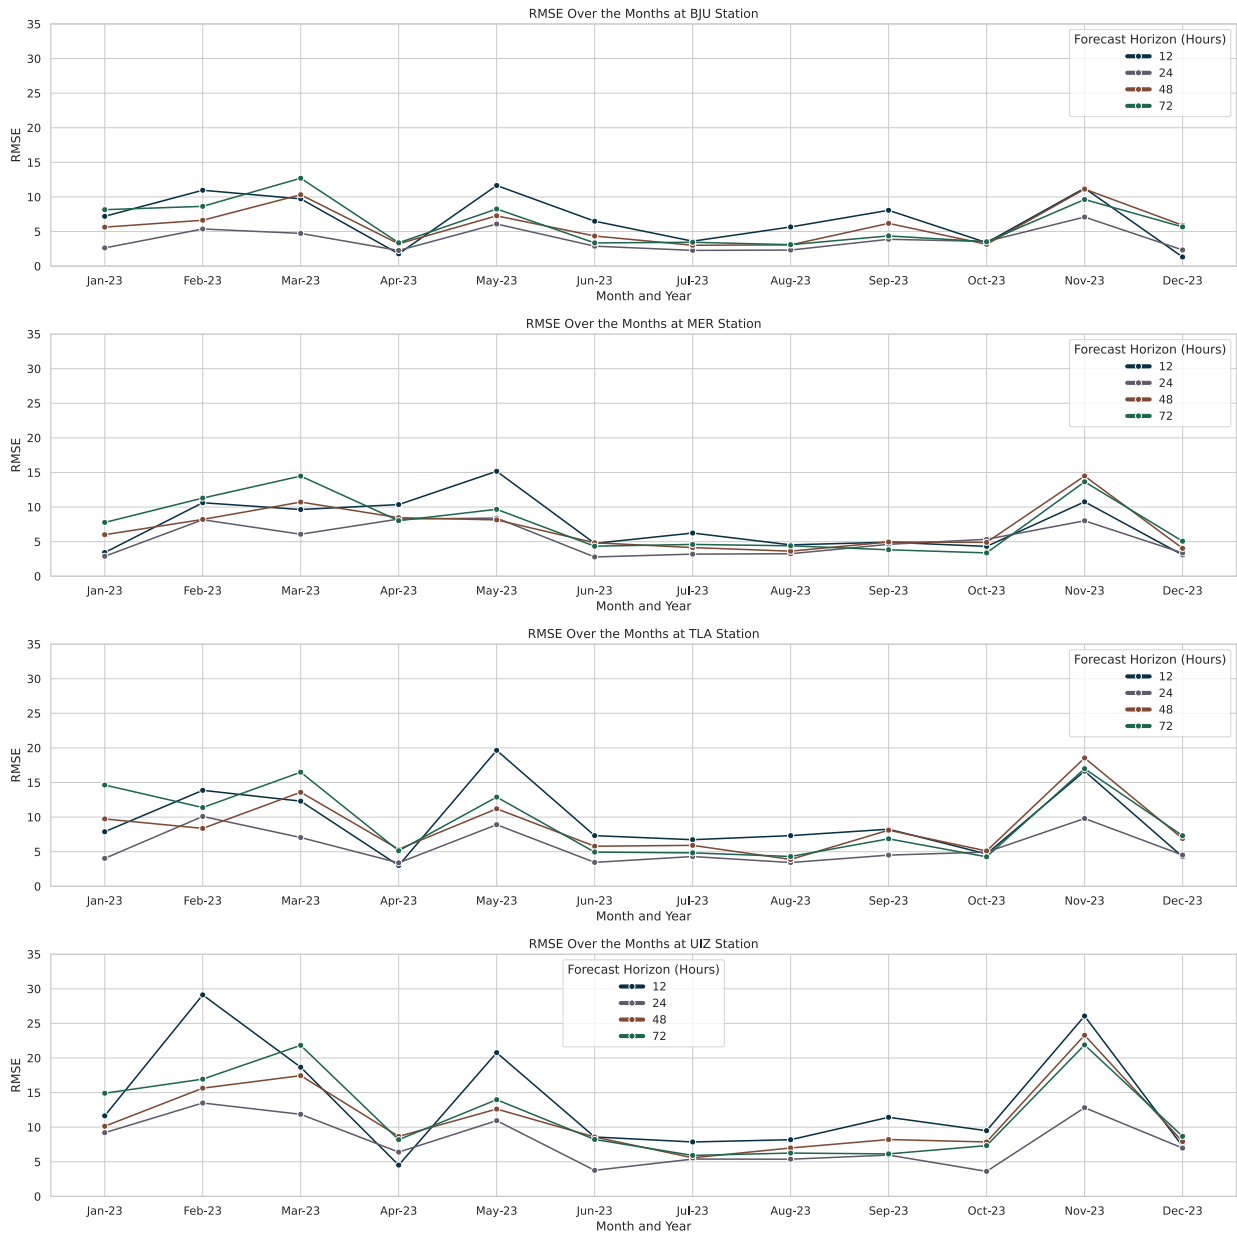 RMSE Over the Months at BJU Station
35
30
25
20
15
10
5
0
RMSE
Forecast Horizon (Hours)
12
24
48
72
Jan-23 Feb-23 Mar-23 Apr-23 May-23 Jun-23 Jul-23 Aug-23 Sep-23 Oct-23 Nov-23 Dec-23
Month and Year
RMSE Over the Months at MER Station
35
30
25
20
15
10
5
0
RMSE
Forecast Horizon (Hours)
12
24
48
72
Jan-23 Feb-23 Mar-23 Apr-23 May-23 Jun-23 Jul-23 Aug-23 Sep-23 Oct-23 Nov-23 Dec-23
Month and Year
RMSE Over the Months at TLA Station
35
30
25
20
15
10
5
0
RMSE
Forecast Horizon (Hours)
12
24
48
72
Jan-23 Feb-23 Mar-23 Apr-23 May-23 Jun-23 Jul-23 Aug-23 Sep-23 Oct-23 Nov-23 Dec-23
Month and Year
RMSE Over the Months at UIZ Station
35
30
25
20
15
10
5
0
RMSE
Forecast Horizon (Hours)
12
24
48
72
Jan-23 Feb-23 Mar-23 Apr-23 May-23 Jun-23 Jul-23 Aug-23 Sep-23 Oct-23 Nov-23 Dec-23
Month and Year